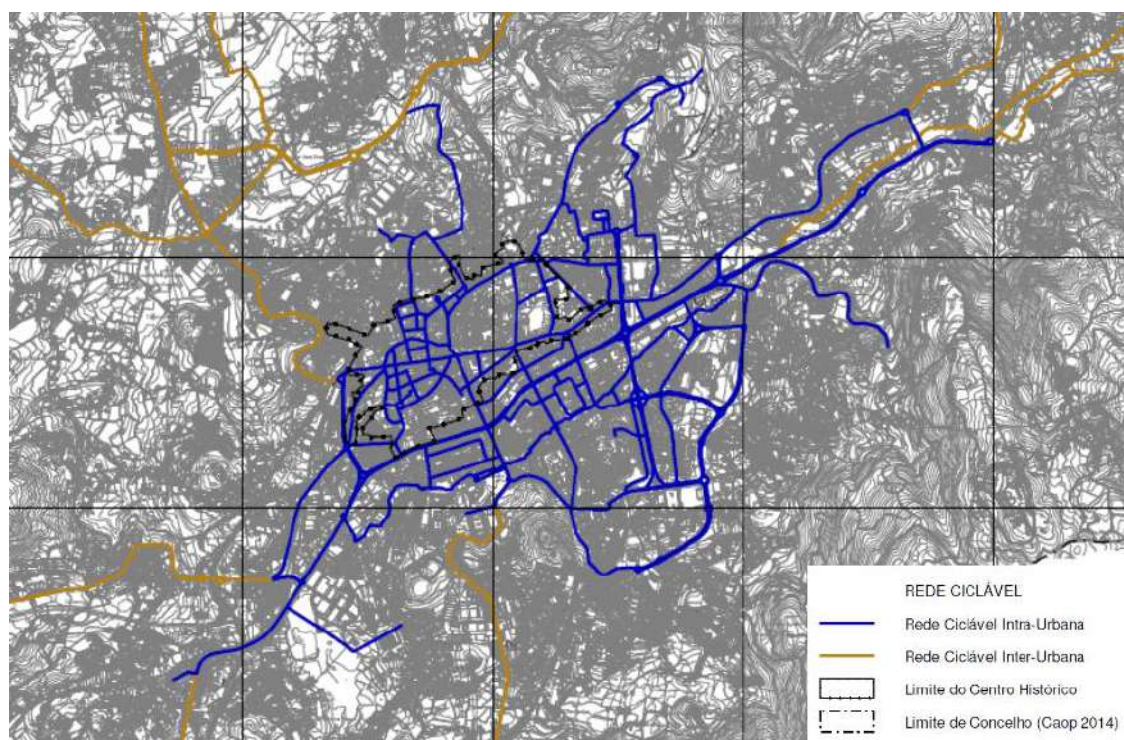 REDE CICLÁVEL
Rede Ciclável Intra-Urbana
Rede Ciclável Inter-Urbana
Limite do Centro Histórico
Limite de Concelho (Caop 2014)